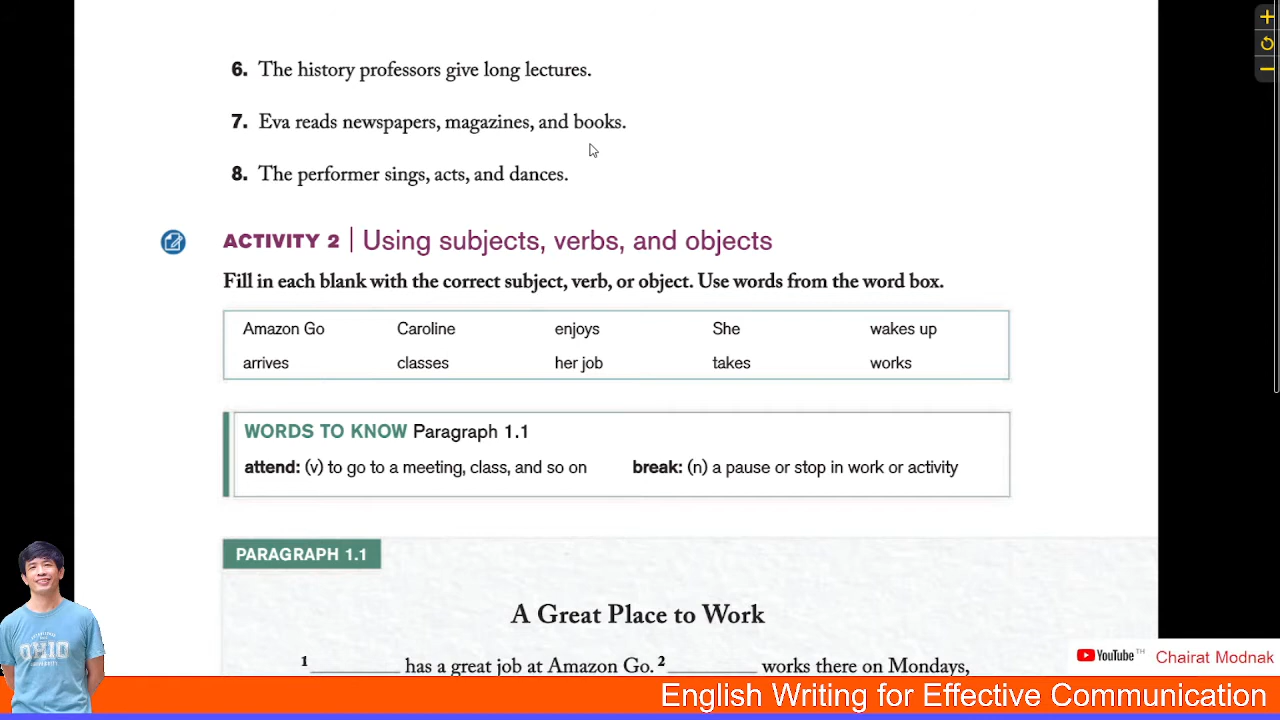 6. The history professors give long lectures.
7. Eva reads newspapers, magazines, and books.
8. The performer sings, acts, and dances.
ACTIVITY 2 | Using subjects, verbs, and objects
Fill in each blank with the correct subject, verb, or object. Use words from the word box.
Amazon Go Caroline enjoys She wakes up
arrives classes her job takes works
WORDS TO KNOW Paragraph 1.1
attend: (v) to go to a meeting, class, and so on break: (n) a pause or stop in work or activity
PARAGRAPH 1.1
A Great Place to Work
1 ________ has a great job at Amazon Go. 2 ________ works there on Mondays,
OHIO
YouTube TH Chairat Modnak
English Writing for Effective Communication